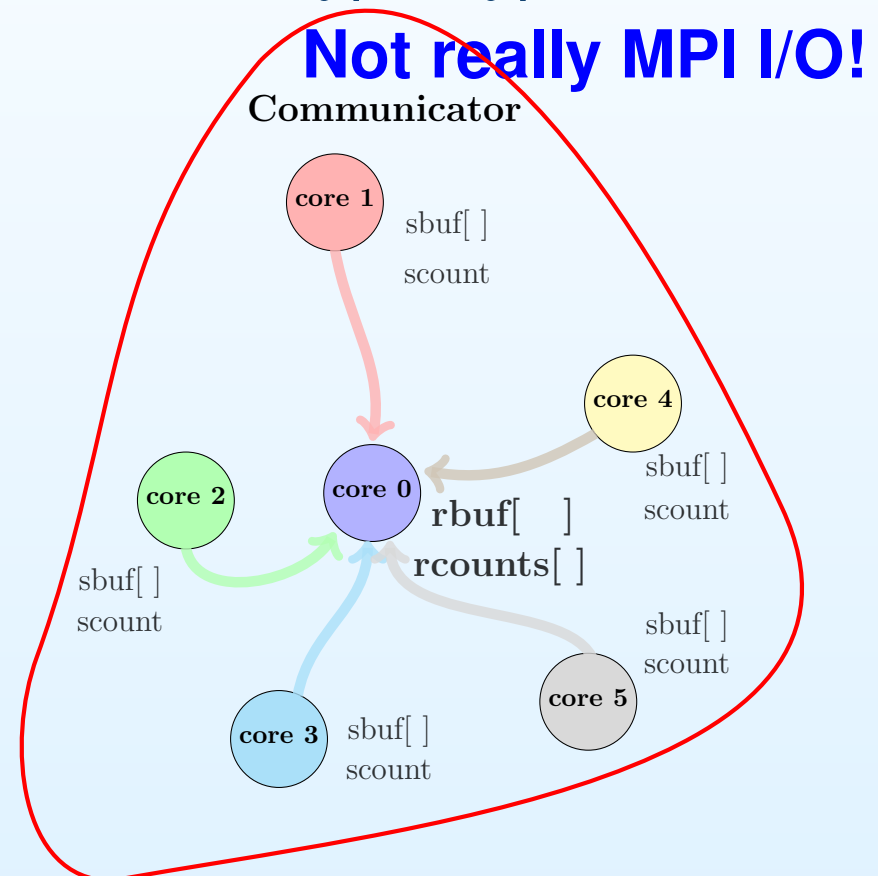 Not really MPI I/O!
Communicator
core 1
sbuf[ ]
scount
core 4
sbuf[ ]
scount
core 2
sbuf[ ]
scount
core 0
rbuf[ ]
rcounts[ ]
core 5
sbuf[ ]
scount
core 3
sbuf[ ]
scount